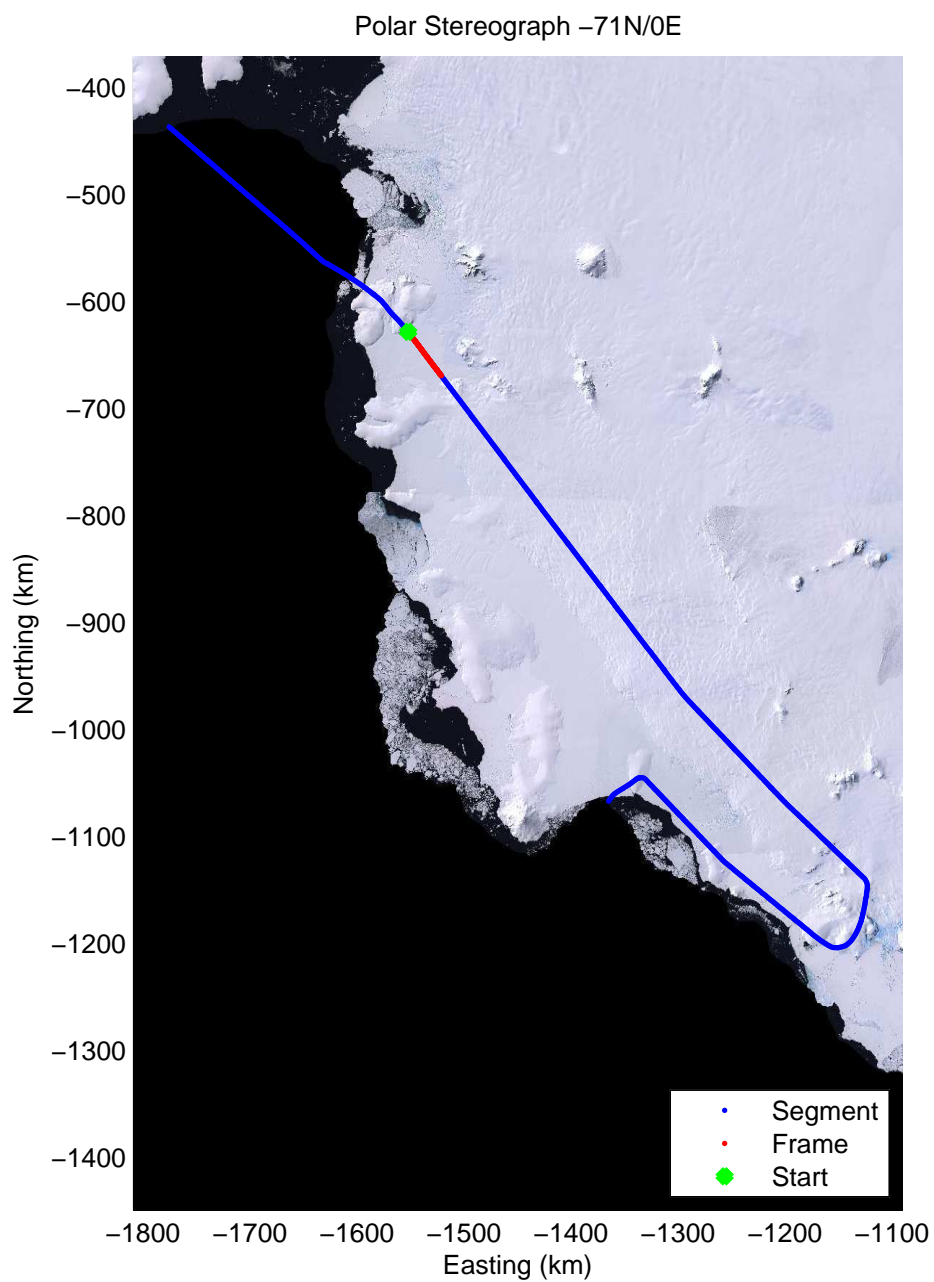 Polar Stereograph −71N/0E
−400
−500
−600
−700
−800
−900
−1000
−1100
−1200
−1300
−1400
Northing (km)
Segment
Frame
Start
−1800 −1700 −1600 −1500 −1400 −1300 −1200 −1100
Easting (km)